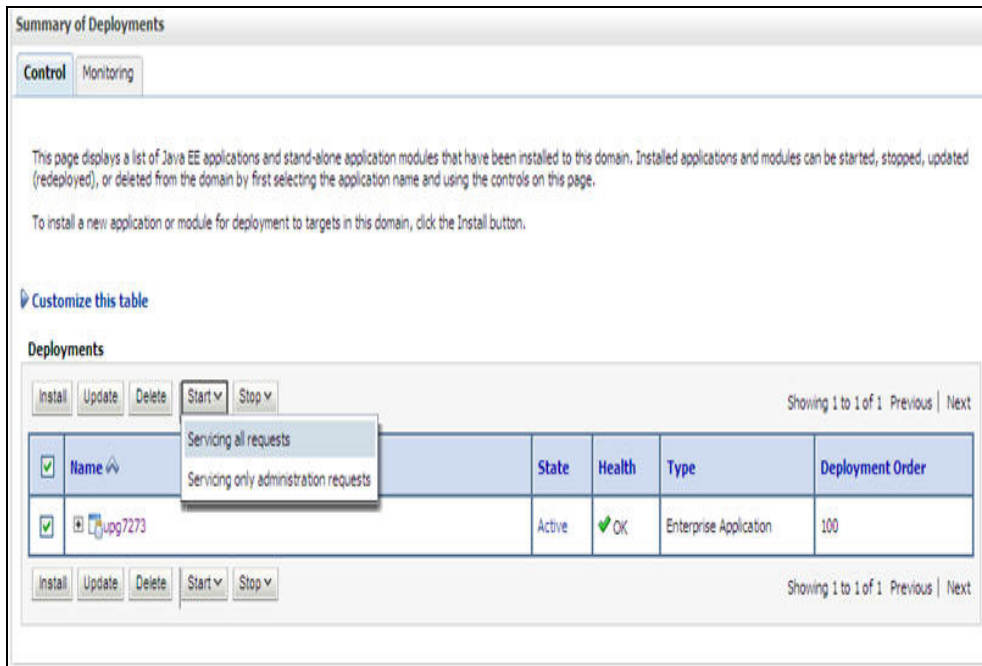 Summary of Deployments
Control Monitoring
This page displays a list of Java EE applications and stand-alone application modules that have been installed to this domain. Installed applications and modules can be started, stopped, updated
(redeployed), or deleted from the domain by first selecting the application name and using the controls on this page.
To install a new application or module for deployment to targets in this domain, click the Install button.
Customize this table
Deployments
Install Update Delete Start Stop Showing 1 to 1 of 1 Previous | Next
Servicing all requests
Servicing only administration requests
Name State Health Type Deployment Order
upg7273 Active OK Enterprise Application 100
Install Update Delete Start Stop Showing 1 to 1 of 1 Previous | Next